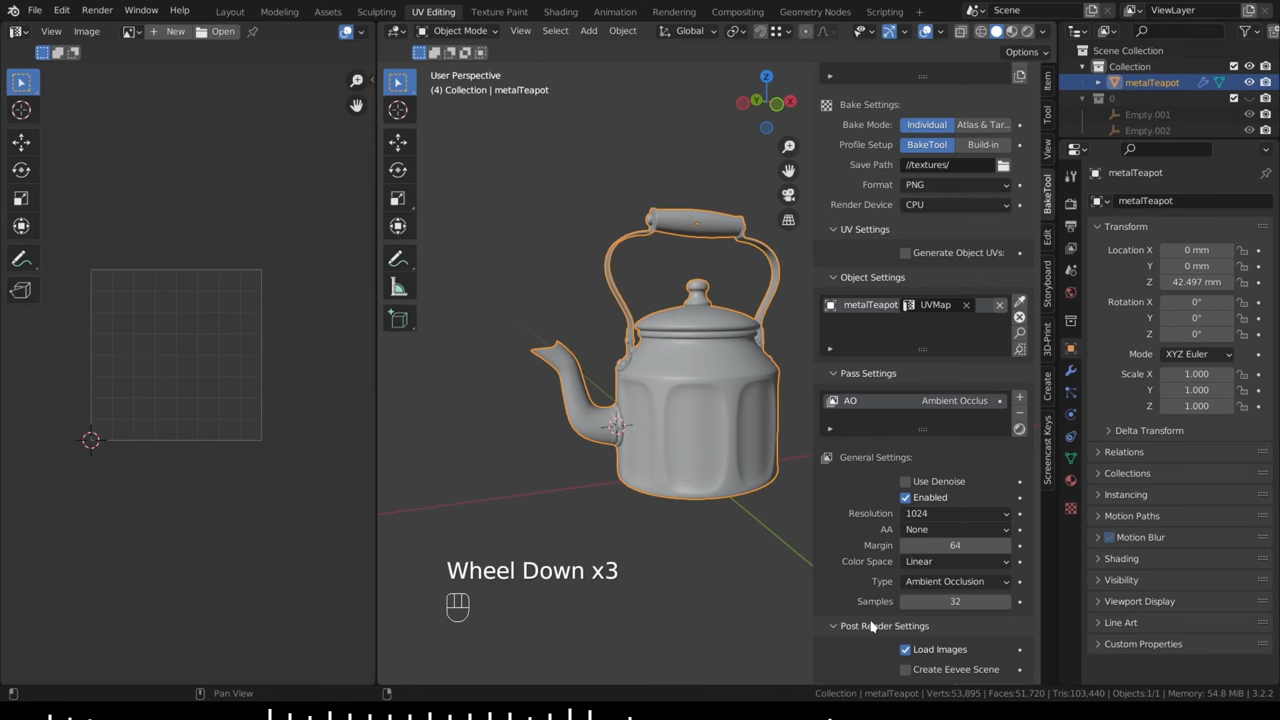 File Edit Render Window Help Layout Modeling Assets Sculpting UV Editing Texture Paint Shading Animation Rendering Compositing Geometry Nodes Scripting Scene ViewLayer
View Image New Open Object Mode View Select Add Object Global
Options
User Perspective
(4) Collection | metalTeapot
Z
Y
X
Bake Settings:
Bake Mode: Individual Atlas & Tar...
Profile Setup BakeTool Build-in
Save Path //textures/
Format PNG
Render Device CPU
UV Settings
Generate Object UVs:
Object Settings
metalTeapot UVMap
Pass Settings
AO Ambient Occlus
General Settings:
Use Denoise
Enabled
Resolution 1024
AA None
Margin 64
Color Space Linear
Type Ambient Occlusion
Samples 32
Post Render Settings
Load Images
Create Eevee Scene
Item
Tool
View
BakeTool
Edit
Storyboard
3D-Print
Create
Screencast Keys
Scene Collection
Collection
metalTeapot
0
Empty.001
Empty.002
metalTeapot
metalTeapot
Transform
Location X 0 mm
Y 0 mm
Z 42.497 mm
Rotation X 0°
Y 0°
Z 0°
Mode XYZ Euler
Scale X 1.000
Y 1.000
Z 1.000
Delta Transform
Relations
Collections
Instancing
Motion Paths
Motion Blur
Shading
Visibility
Viewport Display
Line Art
Custom Properties
Wheel Down x3
Pan View
Collection | metalTeapot | Verts:53,895 | Faces:51,720 | Tris:103,440 | Objects:1/1 | Memory: 54.8 MiB | 3.2.2